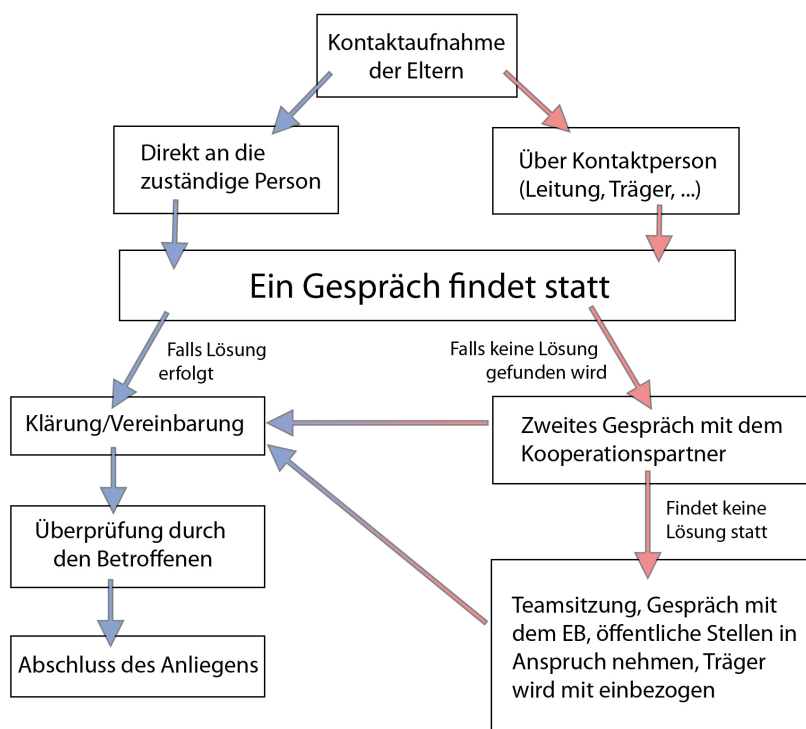 Kontaktaufnahme
der Eltern
Direkt an die
zuständige Person
Über Kontaktperson
(Leitung, Träger, ...)
Ein Gespräch findet statt
Falls Lösung
erfolgt
Falls keine Lösung
gefunden wird
Klärung/Vereinbarung
Zweites Gespräch mit dem
Kooperationspartner
Überprüfung durch
den Betroffenen
Findet keine
Lösung statt
Abschluss des Anliegens
Teamsitzung, Gespräch mit
dem EB, öffentliche Stellen in
Anspruch nehmen, Träger
wird mit einbezogen